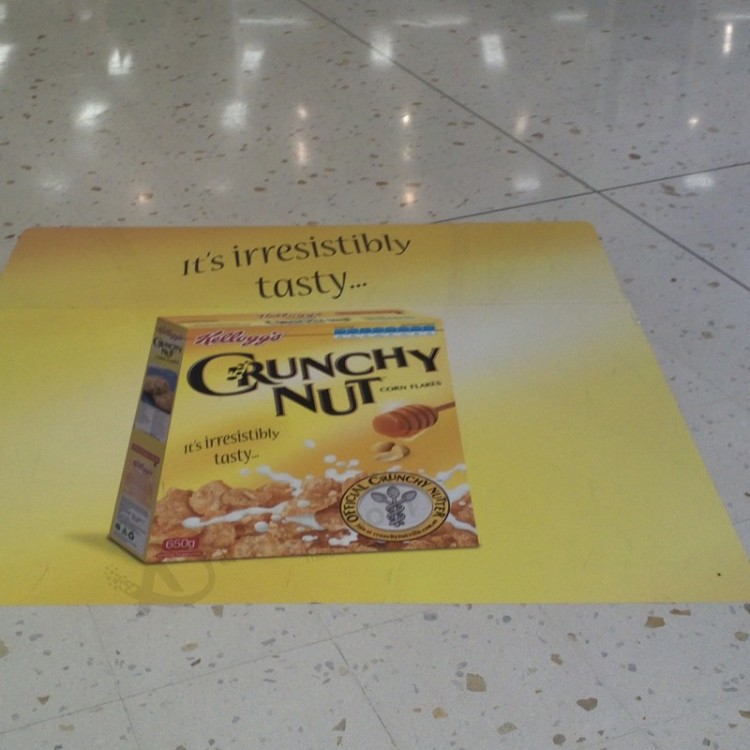 It's irresistibly
tasty...
Kellogg's
CRUNCHY
NUT
CORN FLAKES
It's irresistibly
tasty...
OFFICIAL CRUNCHY NUTTER
650g